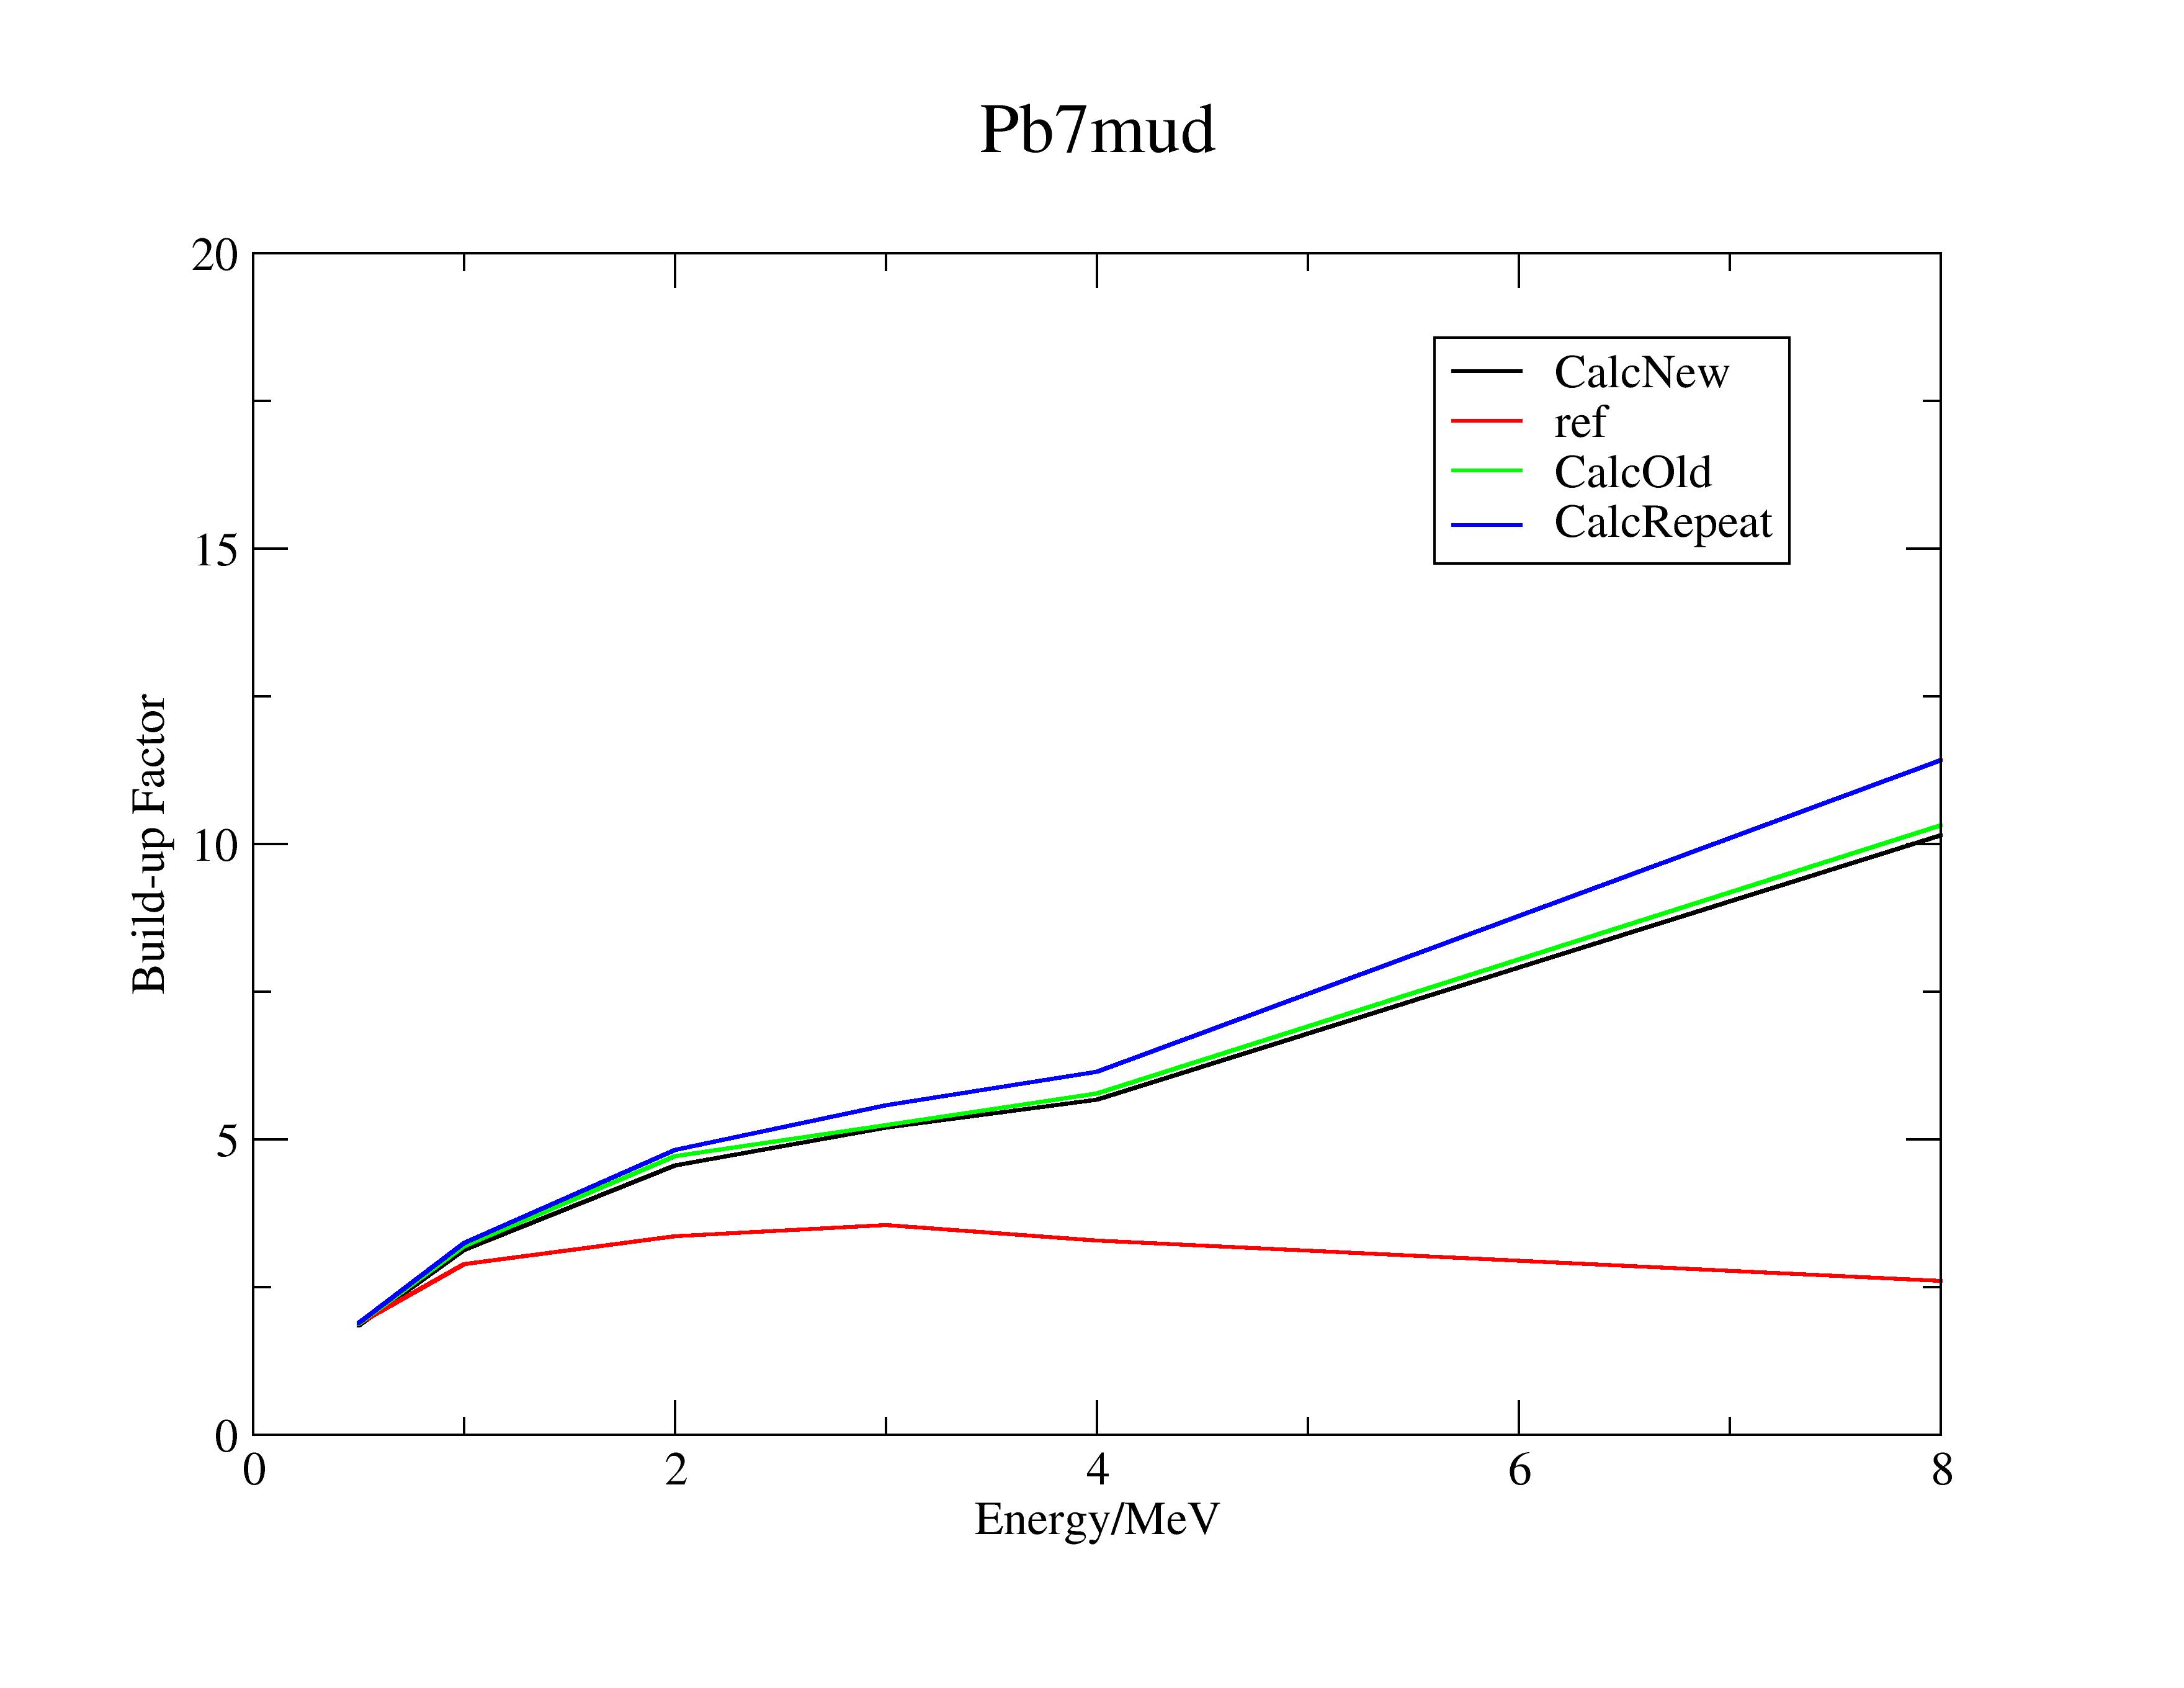 Pb7mud
20
15
10
5
0
Build-up Factor
CalcNew
ref
CalcOld
CalcRepeat
0 2 4 6 8
Energy/MeV